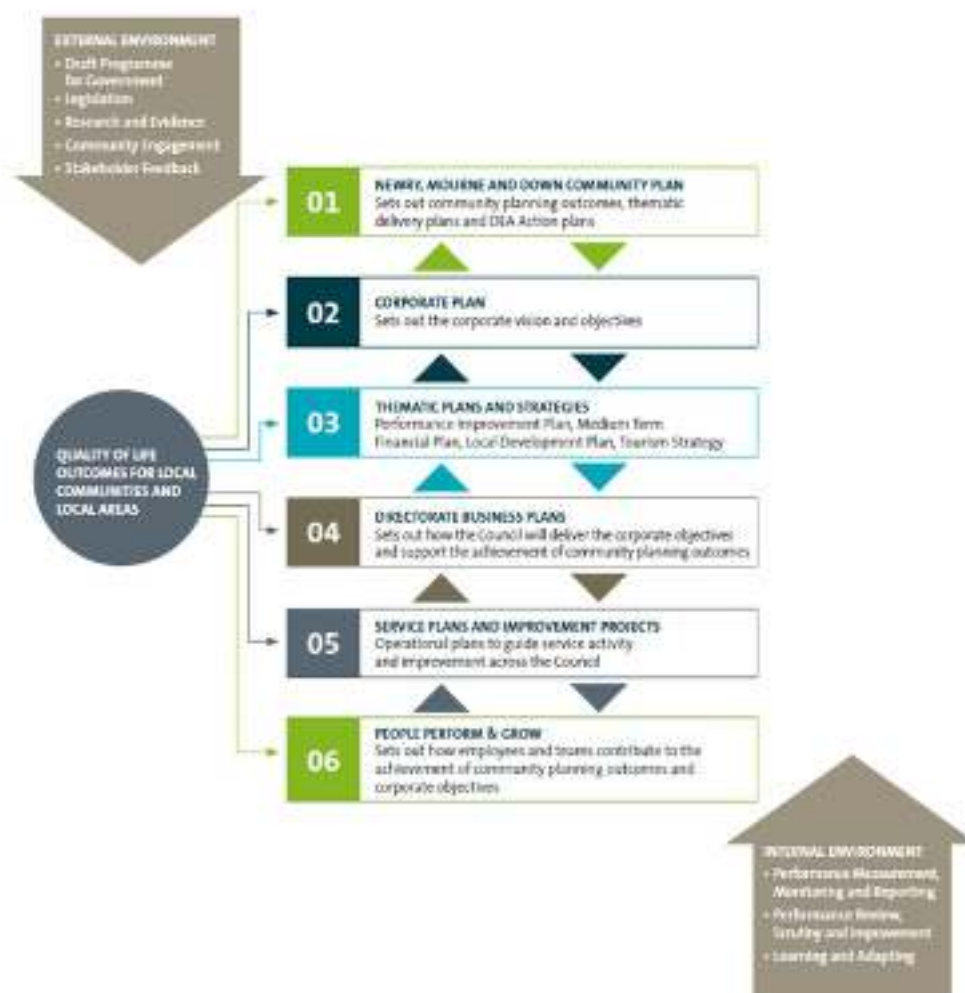 EXTERNAL ENVIRONMENT
• Draft Programme
for Government
• Legislation
• Research and Evidence
• Community Engagement
• Stakeholder Feedback
01
NEWRY, MOURNE AND DOWN COMMUNITY PLAN
Sets out community planning outcomes, thematic
delivery plans and DEA Action plans
02
CORPORATE PLAN
Sets out the corporate vision and objectives
03
THEMATIC PLANS AND STRATEGIES
Performance Improvement Plan, Medium Term
Financial Plan, Local Development Plan, Tourism Strategy
QUALITY OF LIFE
OUTCOMES FOR LOCAL
COMMUNITIES AND
LOCAL AREAS
04
DIRECTORATE BUSINESS PLANS
Sets out how the Council will deliver the corporate objectives
and support the achievement of community planning outcomes
05
SERVICE PLANS AND IMPROVEMENT PROJECTS
Operational plans to guide service activity
and improvement across the Council
06
PEOPLE PERFORM & GROW
Sets out how employees and teams contribute to the
achievement of community planning outcomes and
corporate objectives
INTERNAL ENVIRONMENT
• Performance Measurement,
Monitoring and Reporting
• Performance Review,
Scrutiny and Improvement
• Learning and Adapting